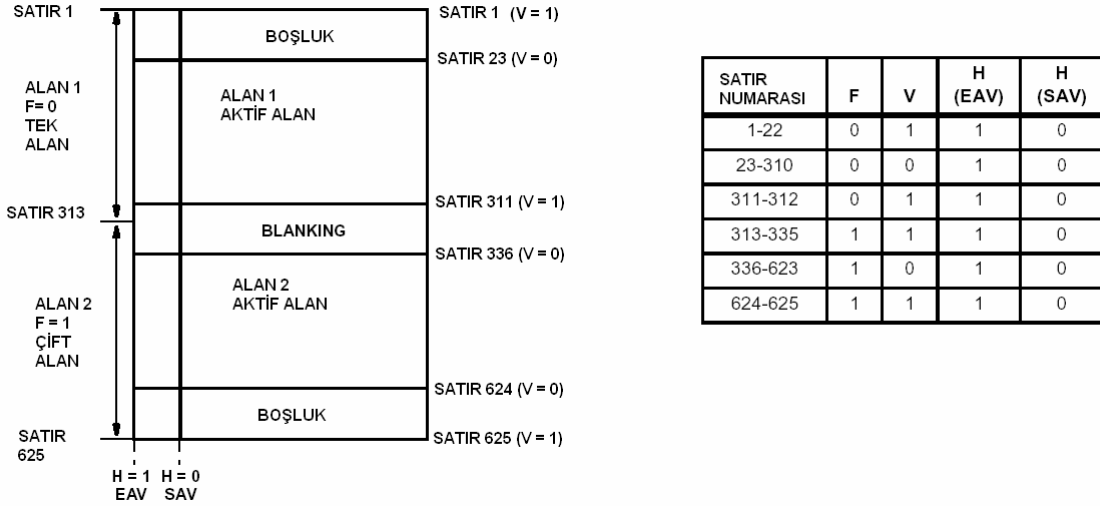 SATIR 1
ALAN 1
F= 0
TEK
ALAN
SATIR 313
ALAN 2
F = 1
ÇİFT
ALAN
SATIR
625
BOŞLUK
ALAN 1
AKTİF ALAN
BLANKING
ALAN 2
AKTİF ALAN
BOŞLUK
SATIR 1 (V = 1)
SATIR 23 (V = 0)
SATIR 311 (V = 1)
SATIR 336 (V = 0)
SATIR 624 (V = 0)
SATIR 625 (V = 1)
H = 1 H = 0
EAV SAV
SATIR NUMARASI F V H (EAV) H (SAV)
1-22 0 1 1 0
23-310 0 0 1 0
311-312 0 1 1 0
313-335 1 1 1 0
336-623 1 0 1 0
624-625 1 1 1 0